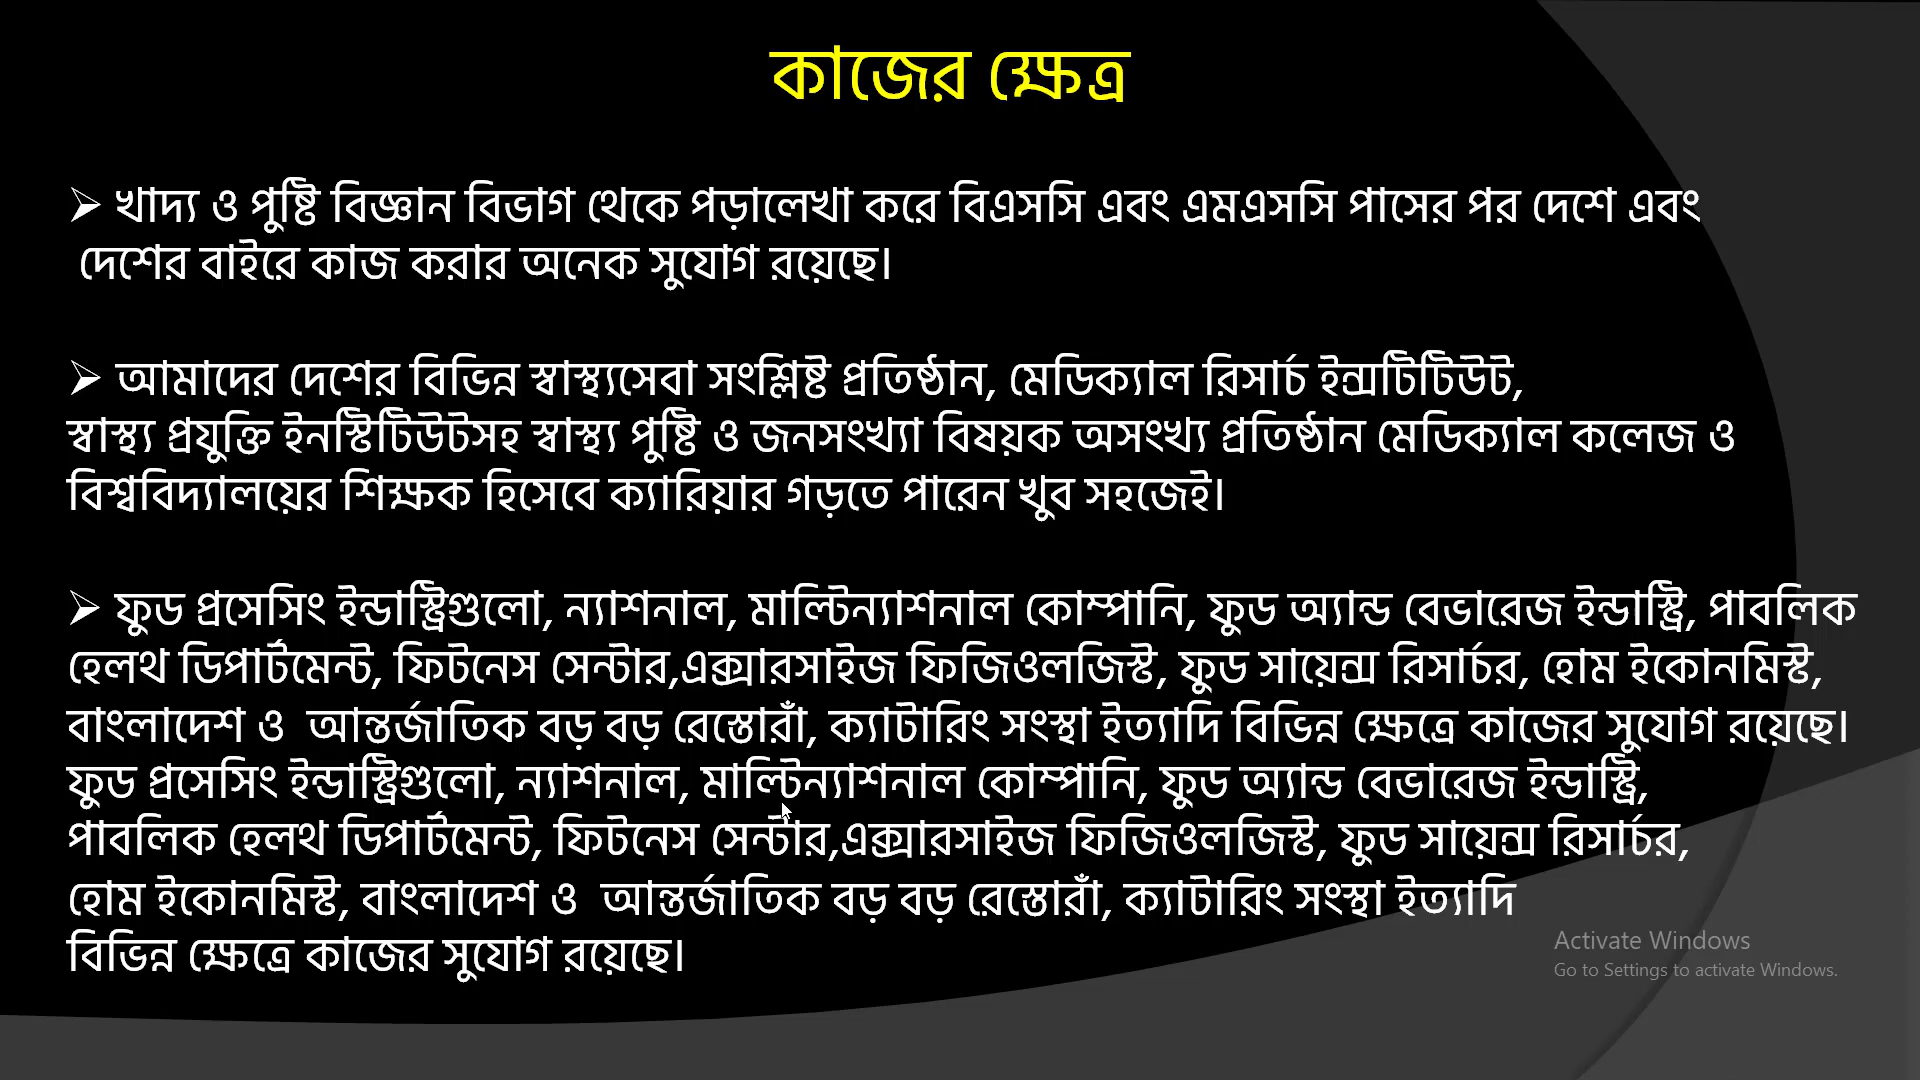 কাজের ক্ষেত্র
➢ খাদ্য ও পুষ্টি বিজ্ঞান বিভাগ থেকে পড়ালেখা করে বিএসসি এবং এমএসসি পাসের পর দেশে এবং
দেশের বাইরে কাজ করার অনেক সুযোগ রয়েছে।
➢ আমাদের দেশের বিভিন্ন স্বাস্থ্যসেবা সংশ্লিষ্ট প্রতিষ্ঠান, মেডিক্যাল রিসার্চ ইন্সটিটিউট,
স্বাস্থ্য প্রযুক্তি ইনস্টিটিউটসহ স্বাস্থ্য পুষ্টি ও জনসংখ্যা বিষয়ক অসংখ্য প্রতিষ্ঠান মেডিক্যাল কলেজ ও
বিশ্ববিদ্যালয়ের শিক্ষক হিসেবে ক্যারিয়ার গড়তে পারেন খুব সহজেই।
➢ ফুড প্রসেসিং ইন্ডাস্ট্রিগুলো, ন্যাশনাল, মাল্টিন্যাশনাল কোম্পানি, ফুড অ্যান্ড বেভারেজ ইন্ডাস্ট্রি, পাবলিক
হেলথ ডিপার্টমেন্ট, ফিটনেস সেন্টার,এক্সারসাইজ ফিজিওলজিস্ট, ফুড সায়েন্স রিসার্চর, হোম ইকোনমিস্ট,
বাংলাদেশ ও  আন্তর্জাতিক বড় বড় রেস্তোরাঁ, ক্যাটারিং সংস্থা ইত্যাদি বিভিন্ন ক্ষেত্রে কাজের সুযোগ রয়েছে।
ফুড প্রসেসিং ইন্ডাস্ট্রিগুলো, ন্যাশনাল, মাল্টিন্যাশনাল কোম্পানি, ফুড অ্যান্ড বেভারেজ ইন্ডাস্ট্রি,
পাবলিক হেলথ ডিপার্টমেন্ট, ফিটনেস সেন্টার,এক্সারসাইজ ফিজিওলজিস্ট, ফুড সায়েন্স রিসার্চর,
হোম ইকোনমিস্ট, বাংলাদেশ ও  আন্তর্জাতিক বড় বড় রেস্তোরাঁ, ক্যাটারিং সংস্থা ইত্যাদি
বিভিন্ন ক্ষেত্রে কাজের সুযোগ রয়েছে।
Activate Windows
Go to Settings to activate Windows.